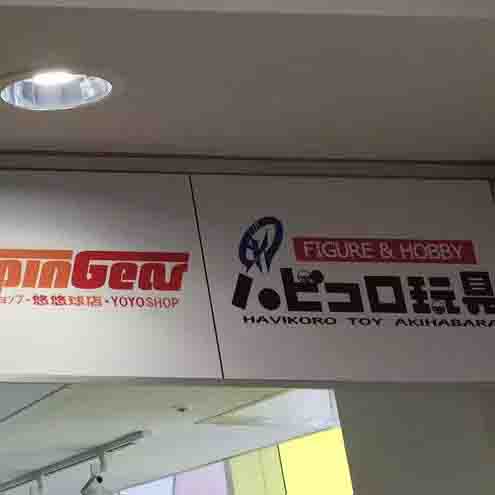 pinGear
ョップ・悠悠球店・YOYO SHOP
FIGURE & HOBBY
ハビコロ玩具
HAVIKORO TOY AKIHABARA